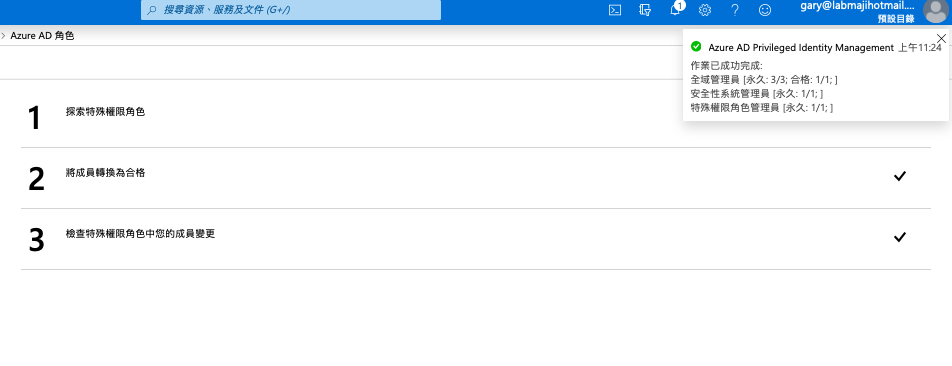 搜尋資源、服務及文件 (G+/)
1
gary@labmajihotmail....
預設目錄
Azure AD 角色
Azure AD Privileged Identity Management 上午11:24
作業已成功完成:
全域管理員 [永久: 3/3; 合格: 1/1; ]
安全性系統管理員 [永久: 1/1; ]
特殊權限角色管理員 [永久: 1/1; ]
1 探索特殊權限角色
2 將成員轉換為合格
3 檢查特殊權限角色中您的成員變更